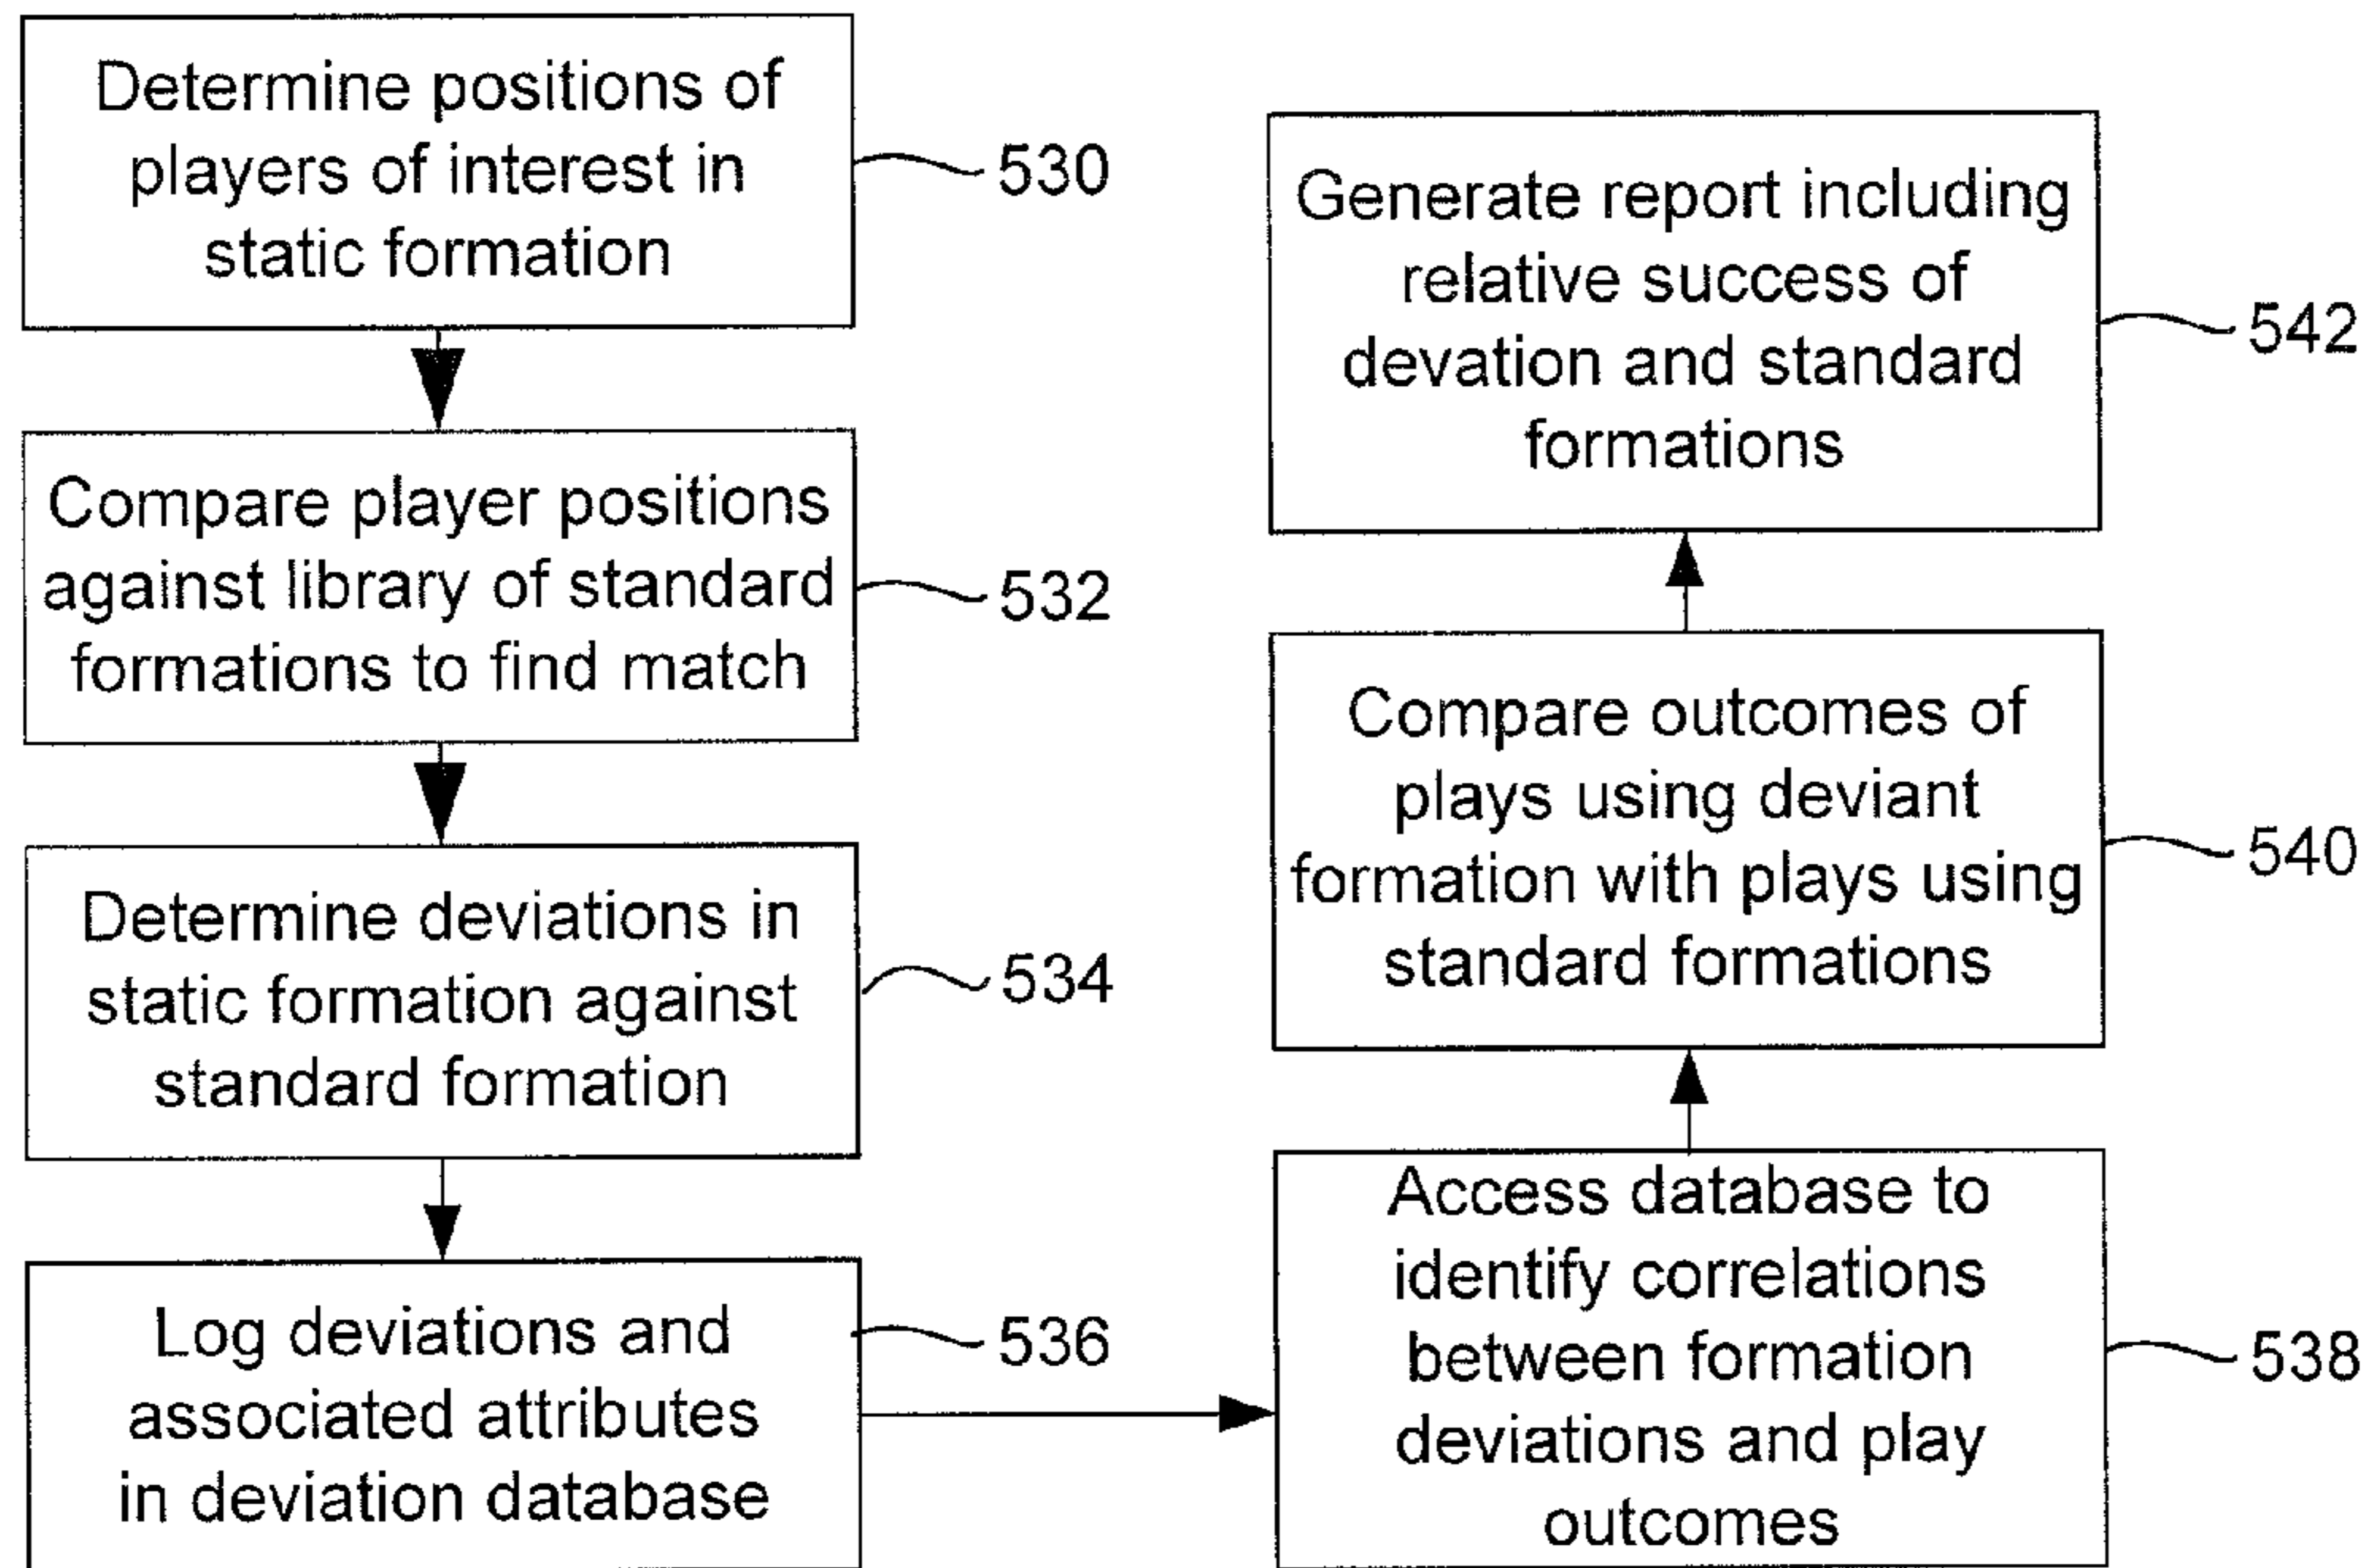 Determine positions of
players of interest in
static formation
530
Compare player positions
against library of standard
formations to find match
532
Determine deviations in
static formation against
standard formation
534
Log deviations and
associated attributes
in deviation database
536
Access database to
identify correlations
between formation
deviations and play
outcomes
538
Compare outcomes of
plays using deviant
formation with plays using
standard formations
540
Generate report including
relative success of
devation and standard
formations
542